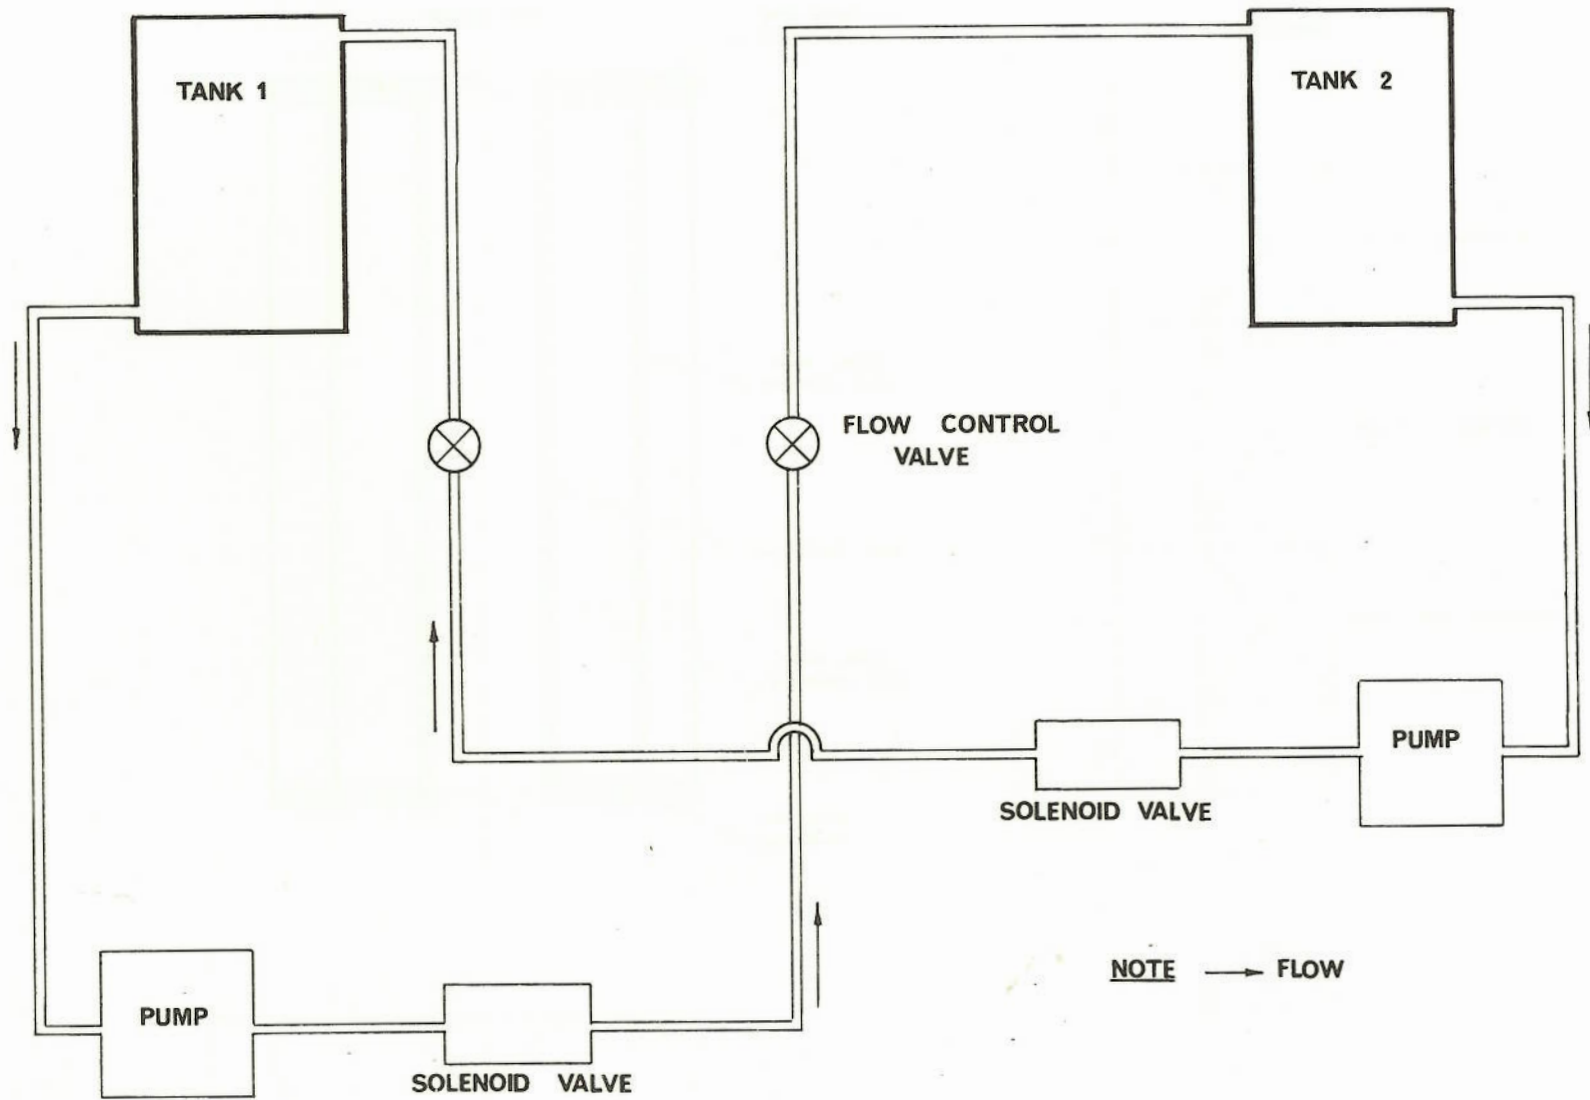 TANK 1
TANK 2
FLOW CONTROL
VALVE
PUMP
SOLENOID VALVE
NOTE → FLOW
PUMP
SOLENOID VALVE